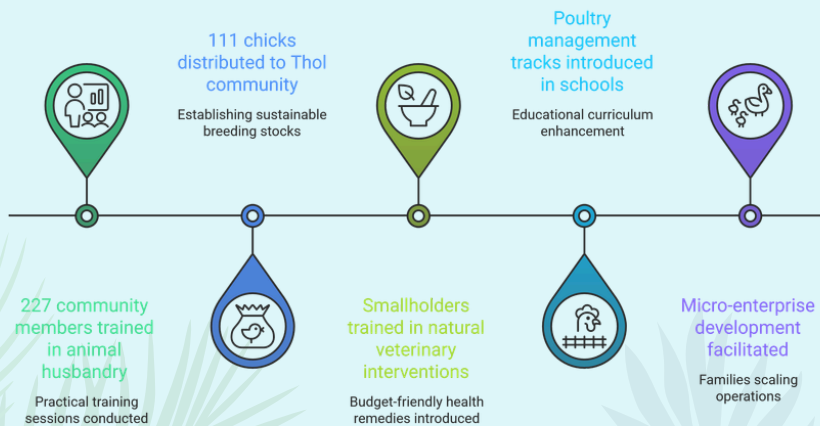 227 community
members trained
in animal
husbandry
Practical training
sessions conducted
111 chicks
distributed to Thol
community
Establishing sustainable
breeding stocks
Smallholders
trained in natural
veterinary
interventions
Budget-friendly health
remedies introduced
Poultry
management
tracks introduced
in schools
Educational curriculum
enhancement
Micro-enterprise
development
facilitated
Families scaling
operations